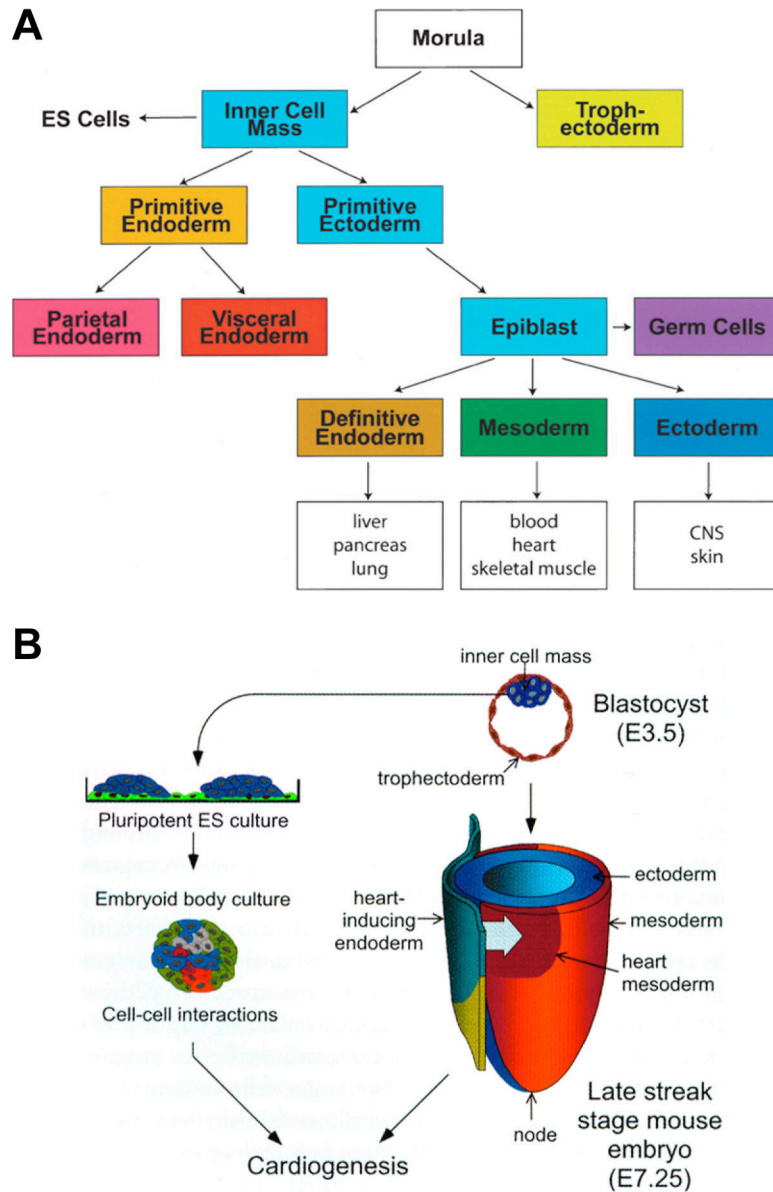 A
Morula
ES Cells
Inner Cell
Mass
Troph-
ectoderm
Primitive
Endoderm
Primitive
Ectoderm
Parietal
Endoderm
Visceral
Endoderm
Epiblast
Germ Cells
Definitive
Endoderm
Mesoderm
Ectoderm
liver
pancreas
lung
blood
heart
skeletal muscle
CNS
skin
B
inner cell mass
Blastocyst
(E3.5)
trophectoderm
Pluripotent ES culture
Embryoid body culture
Cell-cell interactions
heart-
inducing
endoderm
ectoderm
mesoderm
heart
mesoderm
node
Late streak
stage mouse
embryo
(E7.25)
Cardiogenesis